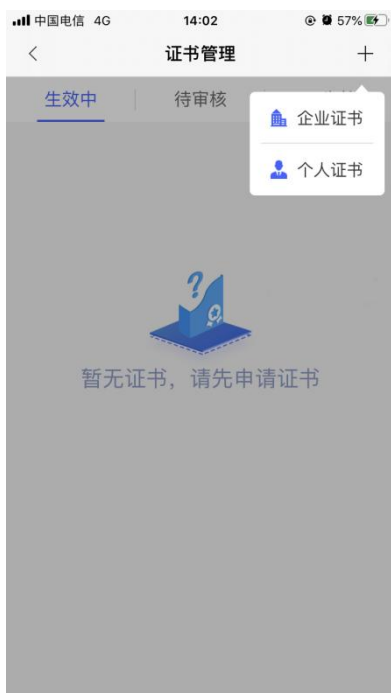 中国电信 4G 14:02 57%
证书管理
生效中 待审核
企业证书
个人证书
暂无证书，请先申请证书